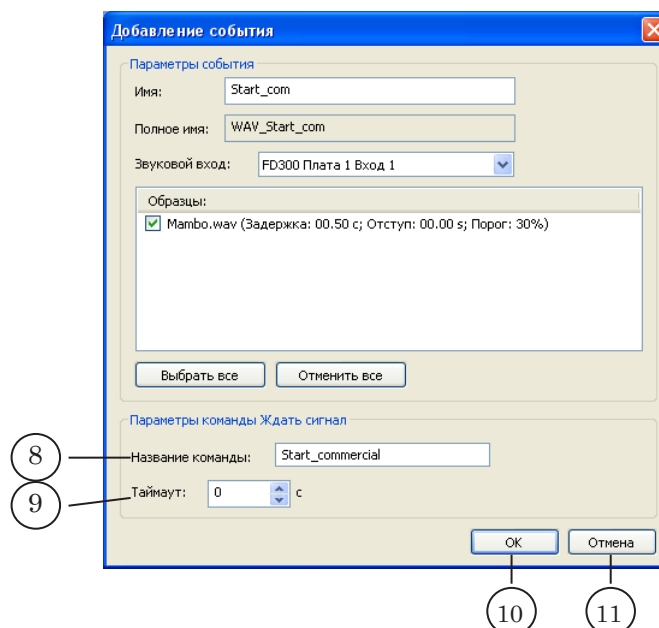 Добавление события
Параметры события
Имя: Start_com
Полное имя: WAV_Start_com
Звуковой вход: FD300 Плата 1 Вход 1
Образцы:
Mambo.wav (Задержка: 00.50 с; Отступ: 00.00 s; Порог: 30%)
Выбрать все Отменить все
Параметры команды Ждать сигнал
8 Название команды: Start_commercial
9 Таймаут: 0 с
OK Отмена
10 11